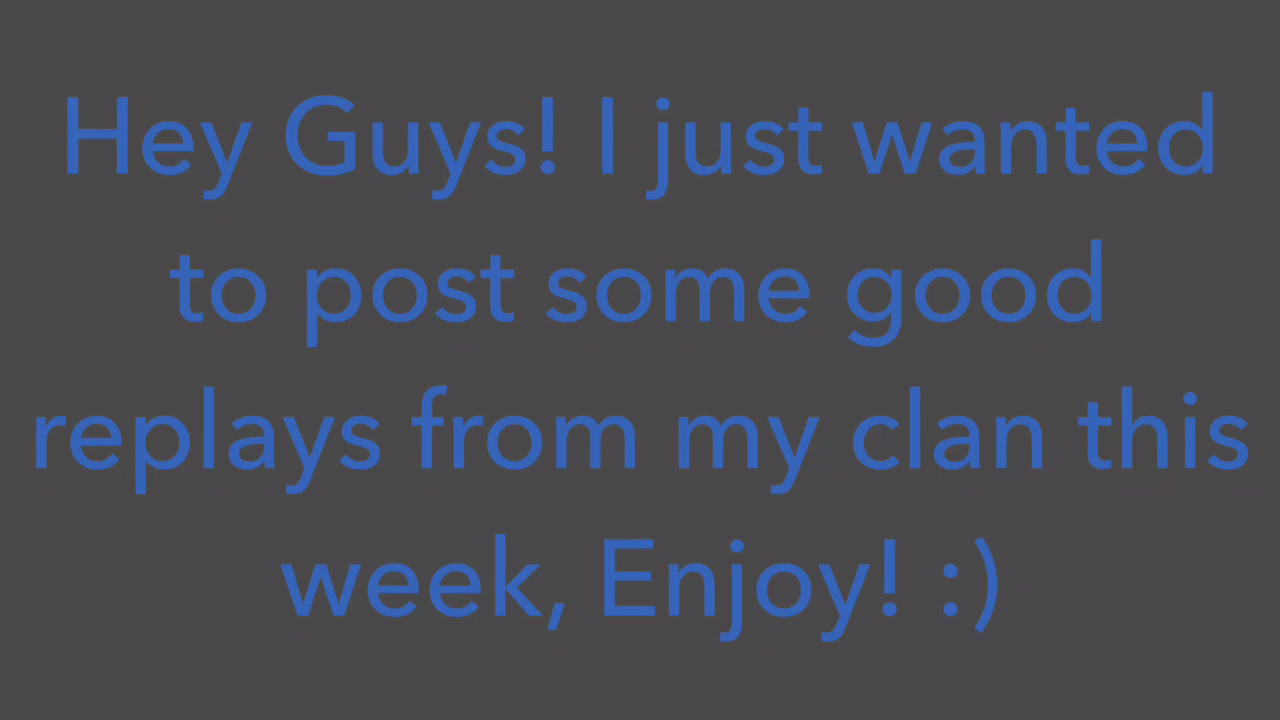 Hey Guys! I just wanted
to post some good
replays from my clan this
week, Enjoy! :)